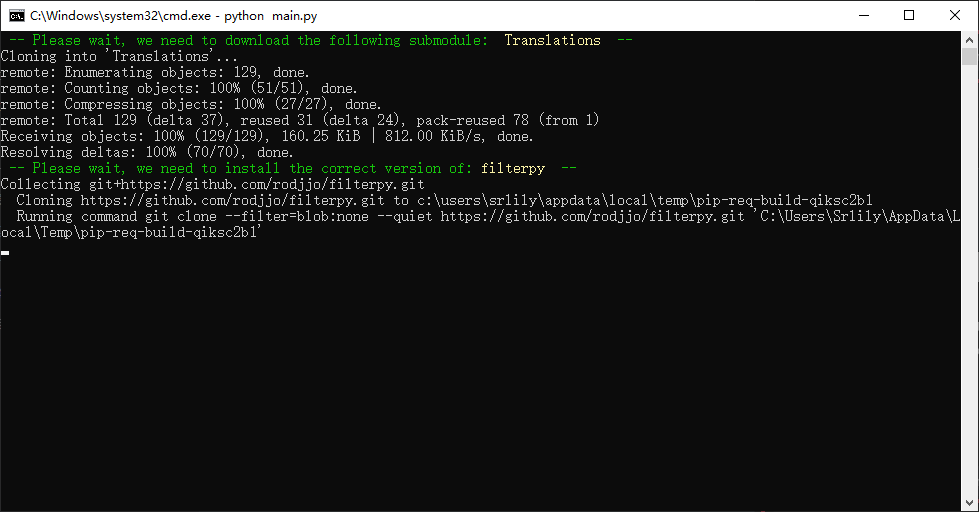 C:\Windows\system32\cmd.exe - python  main.py
-- Please wait, we need to download the following submodule:  Translations  --
Cloning into 'Translations'...
remote: Enumerating objects: 129, done.
remote: Counting objects: 100% (51/51), done.
remote: Compressing objects: 100% (27/27), done.
remote: Total 129 (delta 37), reused 31 (delta 24), pack-reused 78 (from 1)
Receiving objects: 100% (129/129), 160.25 KiB | 812.00 KiB/s, done.
Resolving deltas: 100% (70/70), done.
-- Please wait, we need to install the correct version of: filterpy  --
Collecting git+https://github.com/rodjjo/filterpy.git
Cloning https://github.com/rodjjo/filterpy.git to c:\users\srlily\appdata\local\temp\pip-req-build-qiksc2bl
Running command git clone --filter=blob:none --quiet https://github.com/rodjjo/filterpy.git 'C:\Users\Srlily\AppData\L
ocal\Temp\pip-req-build-qiksc2bl'